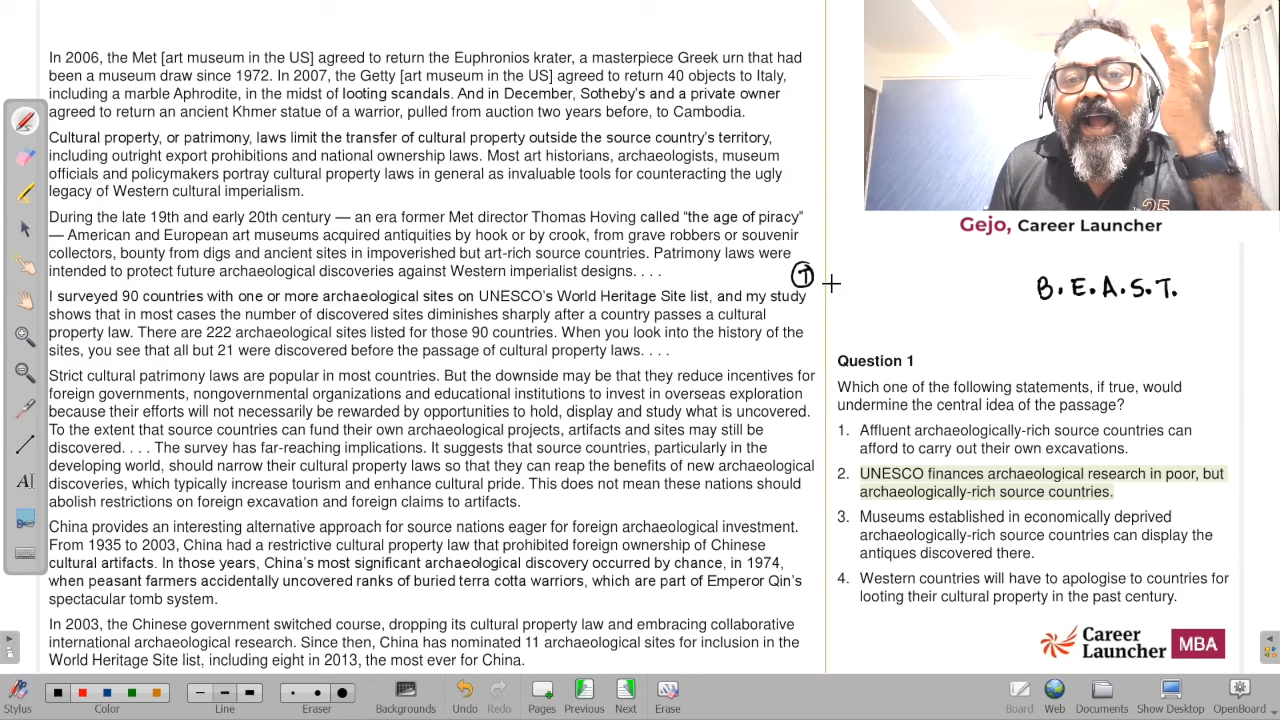 In 2006, the Met [art museum in the US] agreed to return the Euphronios krater, a masterpiece Greek urn that had
been a museum draw since 1972. In 2007, the Getty [art museum in the US] agreed to return 40 objects to Italy,
including a marble Aphrodite, in the midst of looting scandals. And in December, Sotheby's and a private owner
agreed to return an ancient Khmer statue of a warrior, pulled from auction two years before, to Cambodia.
Cultural property, or patrimony, laws limit the transfer of cultural property outside the source country's territory,
including outright export prohibitions and national ownership laws. Most art historians, archaeologists, museum
officials and policymakers portray cultural property laws in general as invaluable tools for counteracting the ugly
legacy of Western cultural imperialism.
During the late 19th and early 20th century — an era former Met director Thomas Hoving called “the age of piracy”
— American and European art museums acquired antiquities by hook or by crook, from grave robbers or souvenir
collectors, bounty from digs and ancient sites in impoverished but art-rich source countries. Patrimony laws were
intended to protect future archaeological discoveries against Western imperialist designs. . . .
I surveyed 90 countries with one or more archaeological sites on UNESCO's World Heritage Site list, and my study
shows that in most cases the number of discovered sites diminishes sharply after a country passes a cultural
property law. There are 222 archaeological sites listed for those 90 countries. When you look into the history of the
sites, you see that all but 21 were discovered before the passage of cultural property laws. . . .
Strict cultural patrimony laws are popular in most countries. But the downside may be that they reduce incentives for
foreign governments, nongovernmental organizations and educational institutions to invest in overseas exploration
because their efforts will not necessarily be rewarded by opportunities to hold, display and study what is uncovered.
To the extent that source countries can fund their own archaeological projects, artifacts and sites may still be
discovered. . . . The survey has far-reaching implications. It suggests that source countries, particularly in the
developing world, should narrow their cultural property laws so that they can reap the benefits of new archaeological
discoveries, which typically increase tourism and enhance cultural pride. This does not mean these nations should
abolish restrictions on foreign excavation and foreign claims to artifacts.
China provides an interesting alternative approach for source nations eager for foreign archaeological investment.
From 1935 to 2003, China had a restrictive cultural property law that prohibited foreign ownership of Chinese
cultural artifacts. In those years, China's most significant archaeological discovery occurred by chance, in 1974,
when peasant farmers accidentally uncovered ranks of buried terra cotta warriors, which are part of Emperor Qin's
spectacular tomb system.
In 2003, the Chinese government switched course, dropping its cultural property law and embracing collaborative
international archaeological research. Since then, China has nominated 11 archaeological sites for inclusion in the
World Heritage Site list, including eight in 2013, the most ever for China.
25
Gejo, Career Launcher
B.E.A.S.T.
Question 1
Which one of the following statements, if true, would
undermine the central idea of the passage?
1. Affluent archaeologically-rich source countries can
afford to carry out their own excavations.
2. UNESCO finances archaeological research in poor, but
archaeologically-rich source countries.
3. Museums established in economically deprived
archaeologically-rich source countries can display the
antiques discovered there.
4. Western countries will have to apologise to countries for
looting their cultural property in the past century.
Career
Launcher MBA
Stylus Color Line Eraser Backgrounds Undo Redo Pages Previous Next Erase Board Web Documents Show Desktop OpenBoard